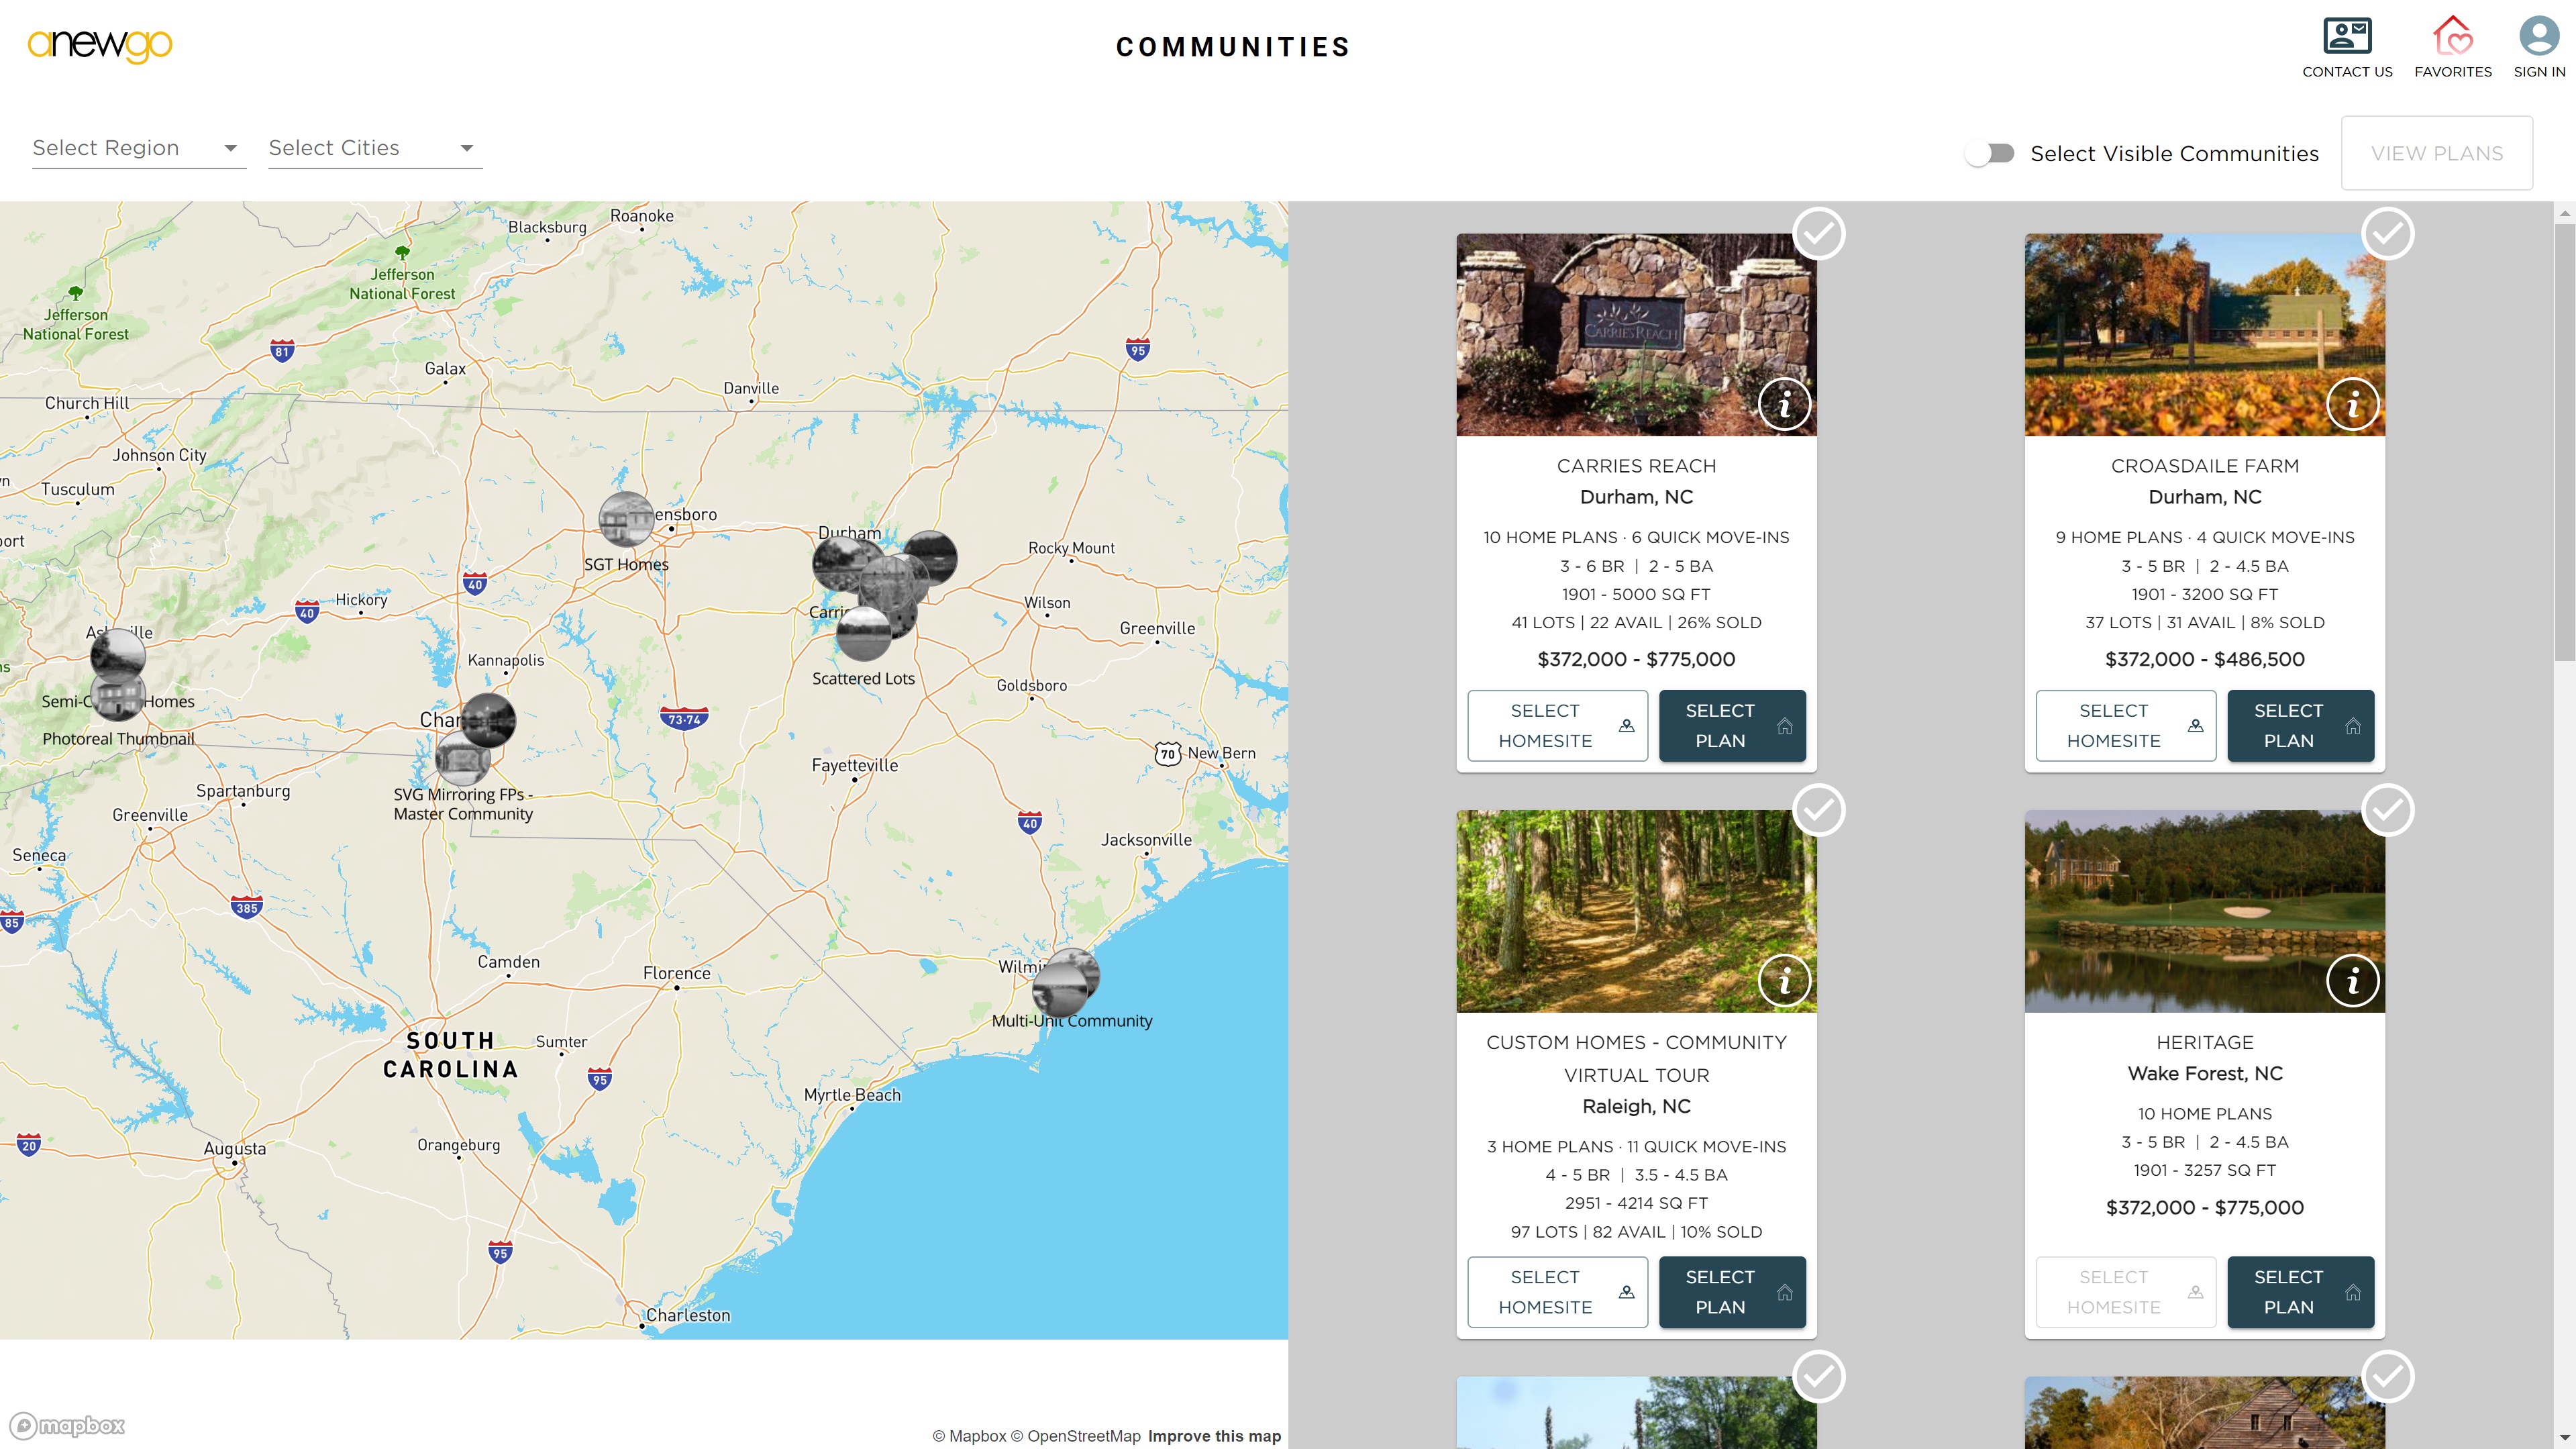 anewgo
COMMUNITIES
CONTACT US
FAVORITES
SIGN IN
Select Region
Select Cities
Select Visible Communities
VIEW PLANS
Roanoke
Blacksburg
Jefferson
National Forest
Jefferson
National Forest
81
95
Galax
Danville
Church Hill
Johnson City
Tusculum
ensboro
SGT Homes
Durham
Rocky Mount
40
Hickory
40
Carri
Wilson
Greenville
Kannapolis
Scattered Lots
Goldsboro
Semi-C
Homes
Photoreal Thumbnail
Char
73-74
70
New Bern
Fayetteville
SVG Mirroring FPs -
Master Community
Spartanburg
Greenville
40
Jacksonville
Seneca
385
85
Camden
Florence
Wilmi
Multi-Unit Community
SOUTH
CAROLINA
Sumter
95
Myrtle Beach
20
Augusta
Orangeburg
95
Charleston
mapbox
© Mapbox © OpenStreetMap Improve this map
CARRIES REACH
i
CARRIES REACH
Durham, NC
10 HOME PLANS · 6 QUICK MOVE-INS
3 - 6 BR | 2 - 5 BA
1901 - 5000 SQ FT
41 LOTS | 22 AVAIL | 26% SOLD
$372,000 - $775,000
SELECT
HOMESITE
SELECT
PLAN
i
CROASDAILE FARM
Durham, NC
9 HOME PLANS · 4 QUICK MOVE-INS
3 - 5 BR | 2 - 4.5 BA
1901 - 3200 SQ FT
37 LOTS | 31 AVAIL | 8% SOLD
$372,000 - $486,500
SELECT
HOMESITE
SELECT
PLAN
i
CUSTOM HOMES - COMMUNITY
VIRTUAL TOUR
Raleigh, NC
3 HOME PLANS · 11 QUICK MOVE-INS
4 - 5 BR | 3.5 - 4.5 BA
2951 - 4214 SQ FT
97 LOTS | 82 AVAIL | 10% SOLD
SELECT
HOMESITE
SELECT
PLAN
i
HERITAGE
Wake Forest, NC
10 HOME PLANS
3 - 5 BR | 2 - 4.5 BA
1901 - 3257 SQ FT
$372,000 - $775,000
SELECT
HOMESITE
SELECT
PLAN